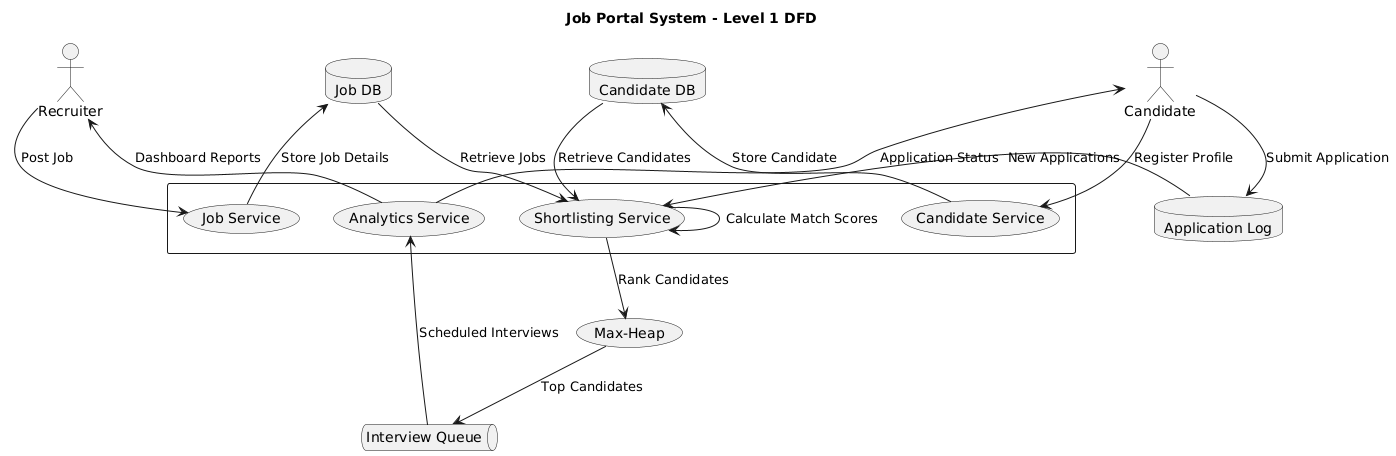 Job Portal System - Level 1 DFD
Recruiter
Job DB
Candidate DB
Candidate
Post Job
Dashboard Reports
Store Job Details
Retrieve Jobs
Retrieve Candidates
Store Candidate
Application Status
New Applications
Register Profile
Submit Application
Job Service
Analytics Service
Shortlisting Service
Calculate Match Scores
Candidate Service
Application Log
Rank Candidates
Scheduled Interviews
Max-Heap
Top Candidates
Interview Queue